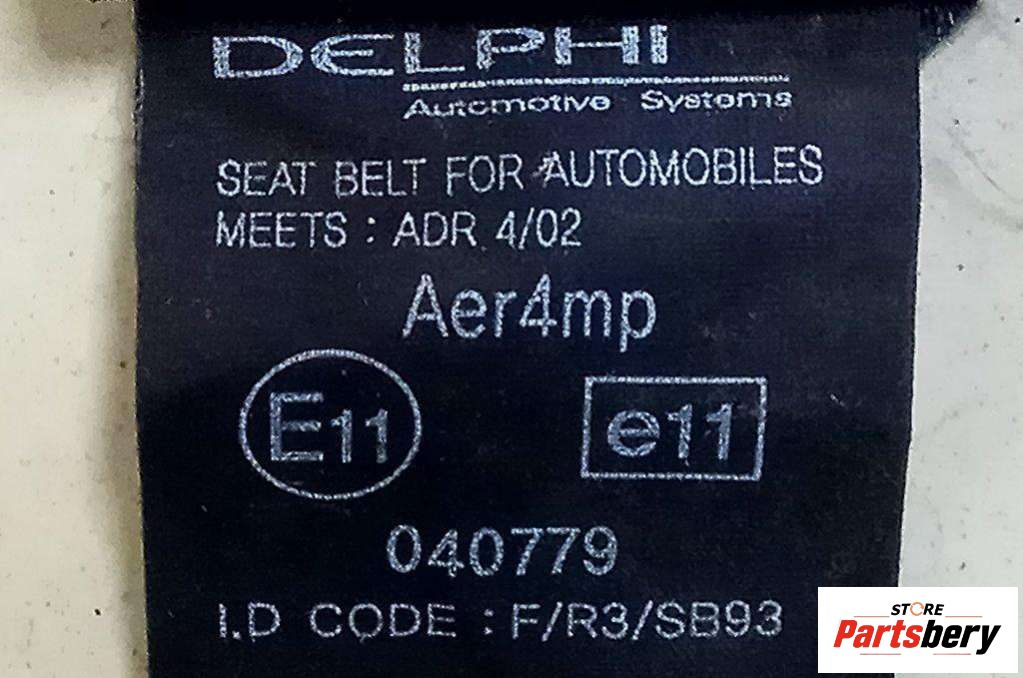 DELPHI
Automotive Systems
SEAT BELT FOR AUTOMOBILES
MEETS : ADR 4/02
Aer4mp
E11 e11
040779
I.D CODE : F/R3/SB93
STORE
Partsbery